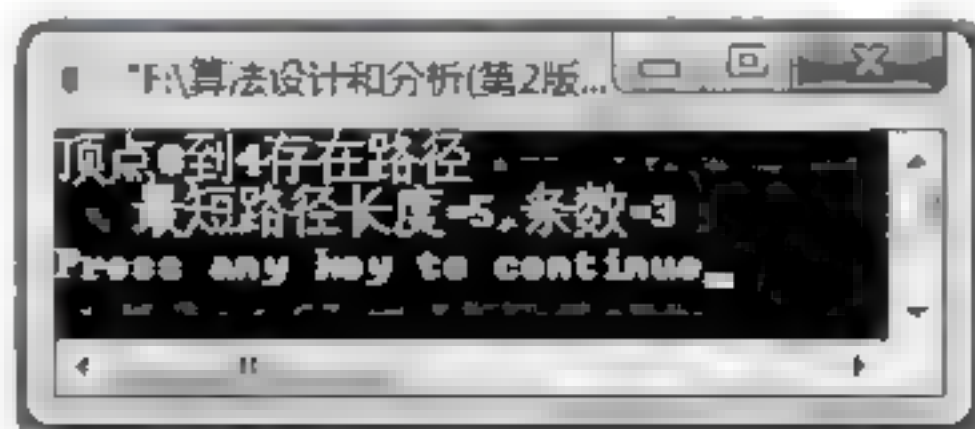 "F:\算法设计和分析(第2版...
顶点0到4存在路径
最短路径长度=5,条数=3
Press any key to continue_